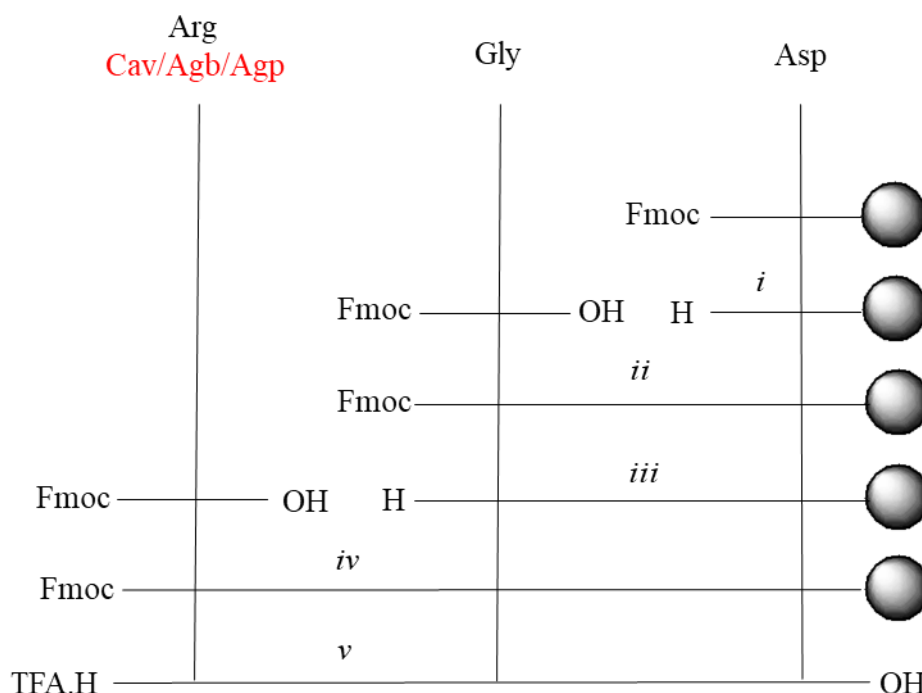 Arg
Cav/Agb/Agp
Gly
Asp
Fmoc
Fmoc OH H i
ii
Fmoc
iii
Fmoc OH H
iv
Fmoc
v
TFA.H OH